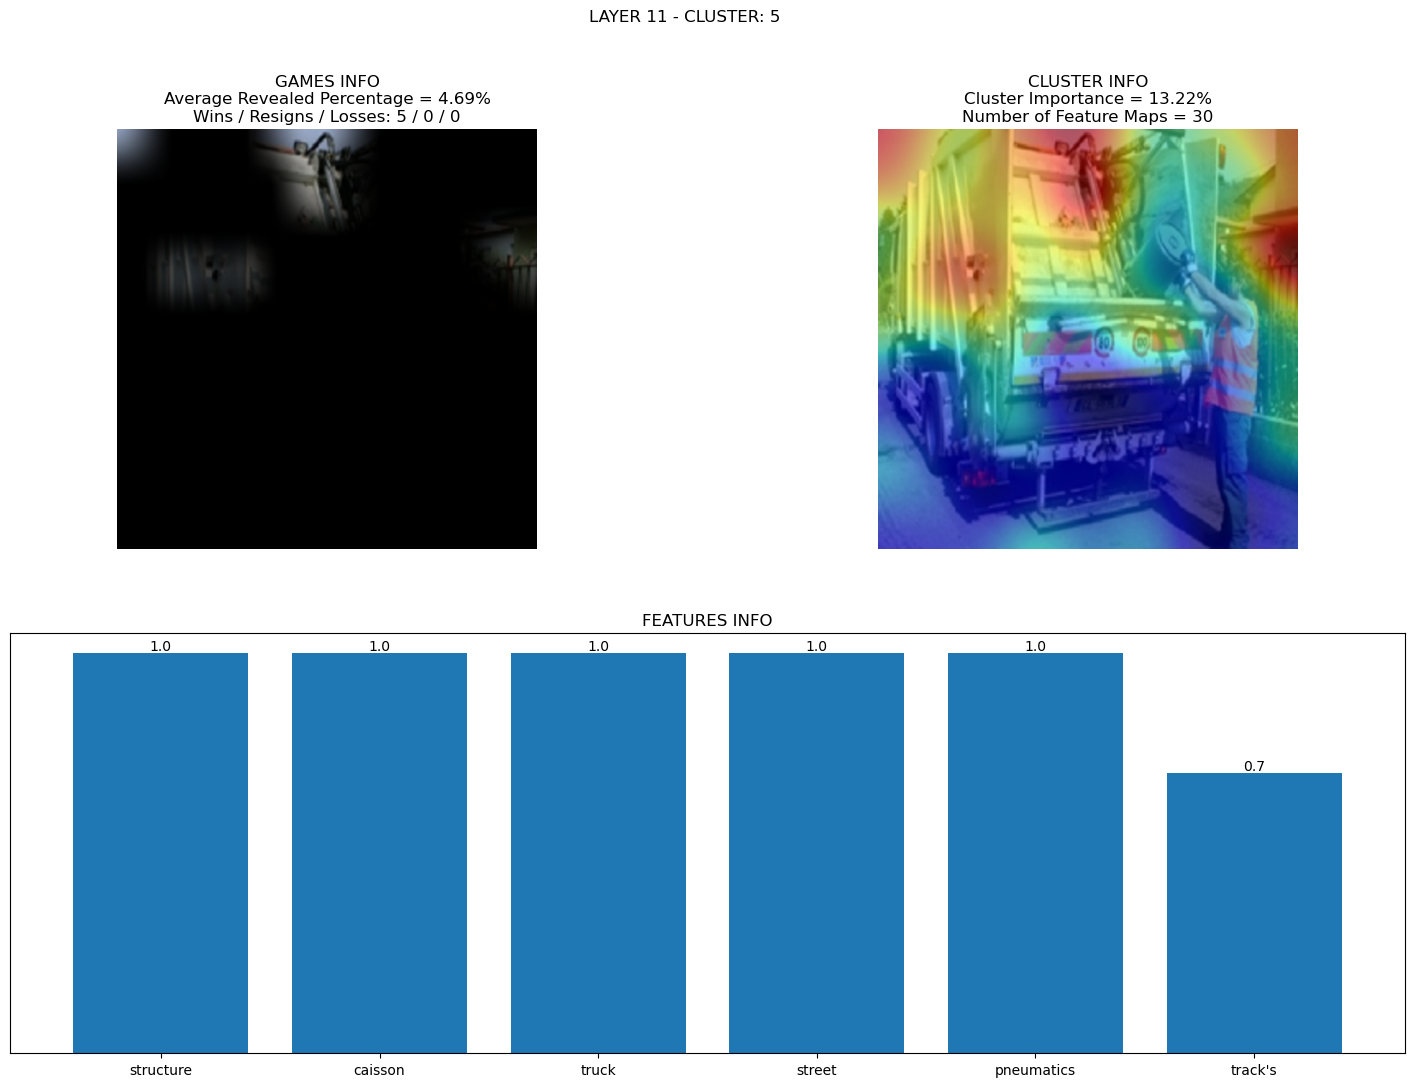 LAYER 11 - CLUSTER: 5
GAMES INFO
Average Revealed Percentage = 4.69%
Wins / Resigns / Losses: 5 / 0 / 0
CLUSTER INFO
Cluster Importance = 13.22%
Number of Feature Maps = 30
FEATURES INFO
1.0
1.0
1.0
1.0
1.0
0.7
structure
caisson
truck
street
pneumatics
track's